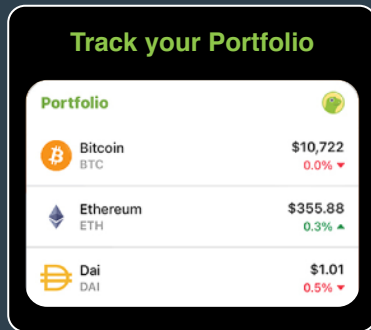 Track your Portfolio
Portfolio
Bitcoin $10,722
BTC 0.0% ▼
Ethereum $355.88
ETH 0.3% ▲
Dai $1.01
DAI 0.5% ▼